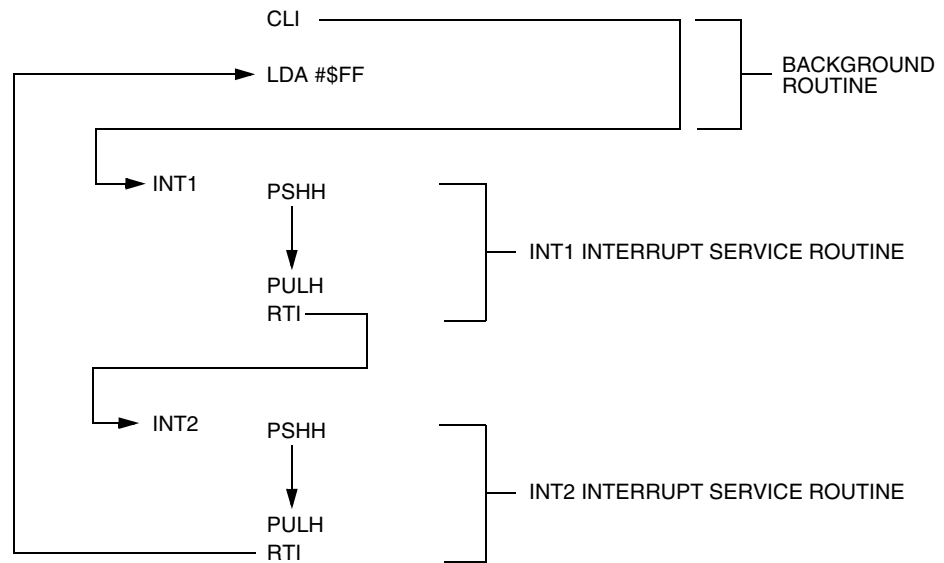 CLI
LDA #$FF
BACKGROUND
ROUTINE
INT1
PSHH
INT1 INTERRUPT SERVICE ROUTINE
PULH
RTI
INT2
PSHH
INT2 INTERRUPT SERVICE ROUTINE
PULH
RTI